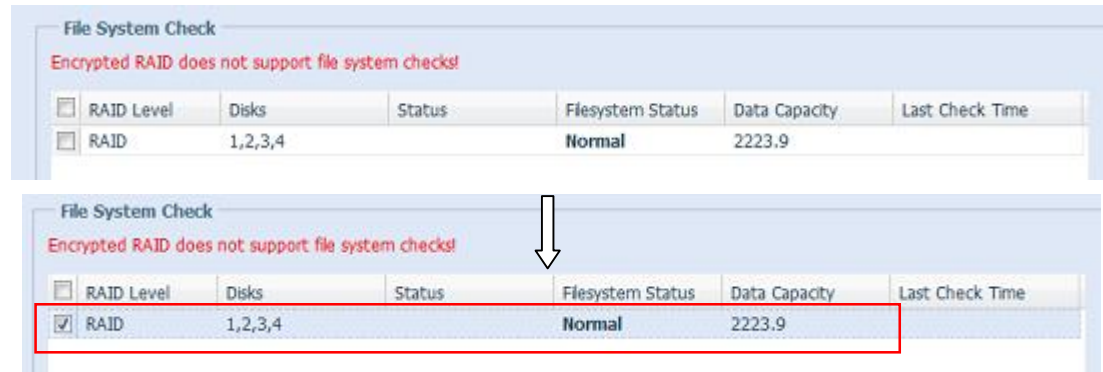 File System Check
Encrypted RAID does not support file system checks!
RAID Level Disks Status Filesystem Status Data Capacity Last Check Time
RAID 1,2,3,4 Normal 2223.9
File System Check
Encrypted RAID does not support file system checks!
RAID Level Disks Status Filesystem Status Data Capacity Last Check Time
RAID 1,2,3,4 Normal 2223.9